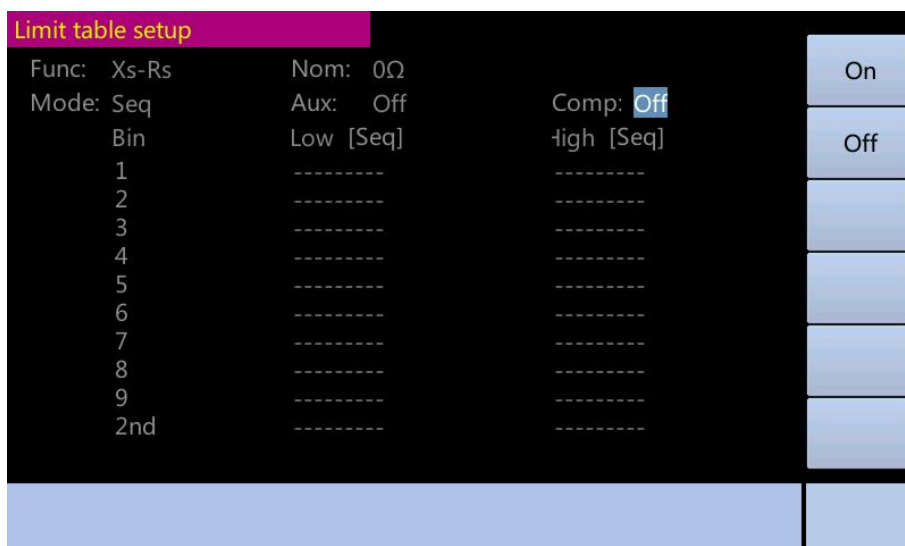 Limit table setup
Func: Xs-Rs Nom: 0Ω
Mode: Seq Aux: Off Comp: Off
Bin Low [Seq] High [Seq]
1 --------- ---------
2 --------- ---------
3 --------- ---------
4 --------- ---------
5 --------- ---------
6 --------- ---------
7 --------- ---------
8 --------- ---------
9 --------- ---------
2nd --------- ---------
On
Off